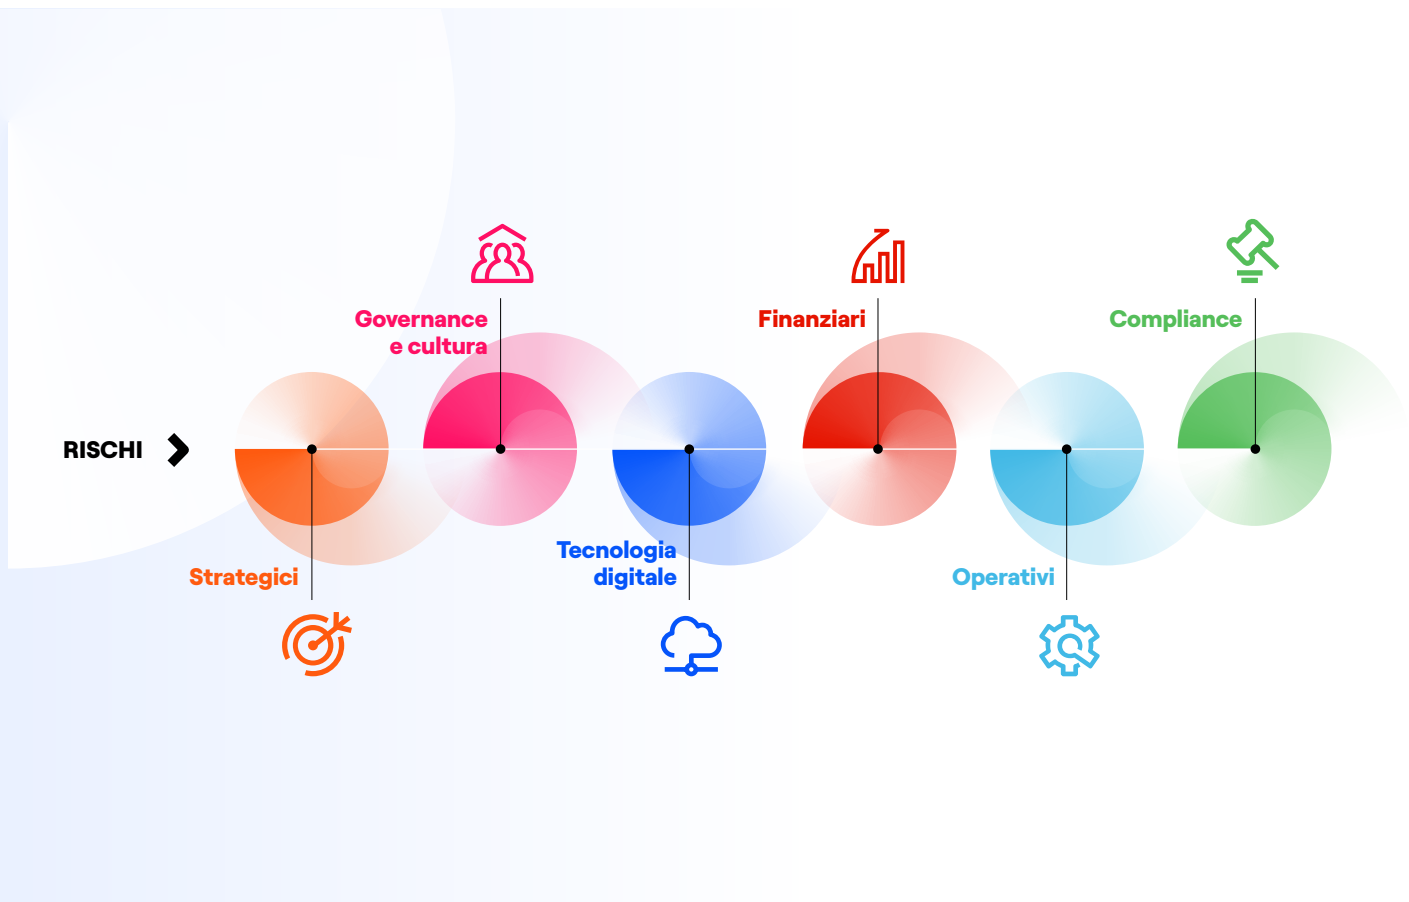 RISCHI
Strategici
Governance
e cultura
Tecnologia
digitale
Finanziari
Operativi
Compliance